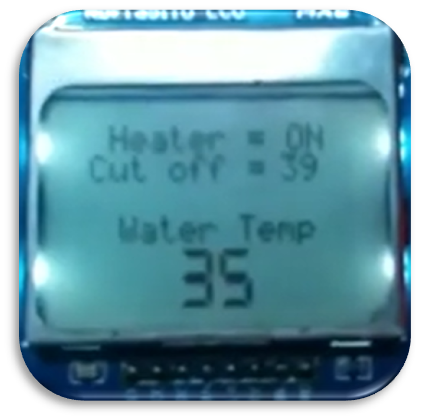 Heater = ON
Cut off = 39
Water Temp
35